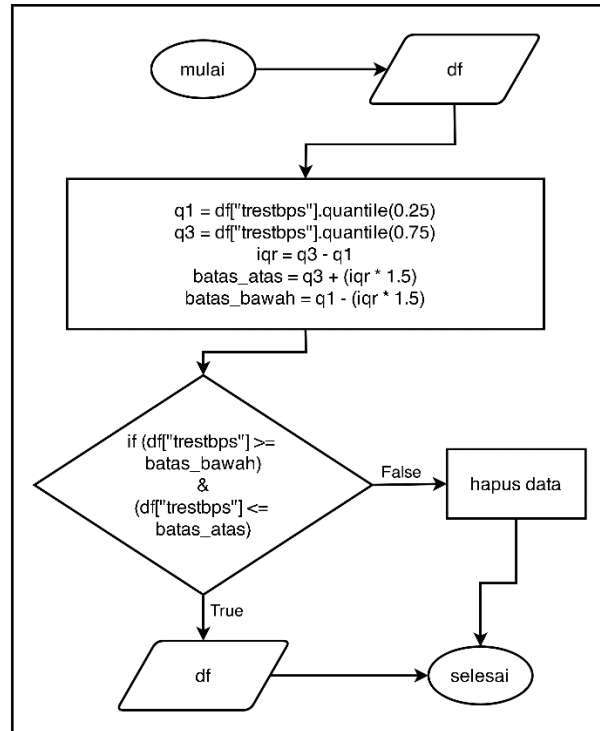 mulai
df
q1 = df["trestbps"].quantile(0.25)
q3 = df["trestbps"].quantile(0.75)
iqr = q3 - q1
batas_atas = q3 + (iqr * 1.5)
batas_bawah = q1 - (iqr * 1.5)
if (df["trestbps"] >=
batas_bawah)
&
(df["trestbps"] <=
batas_atas)
False
hapus data
True
df
selesai